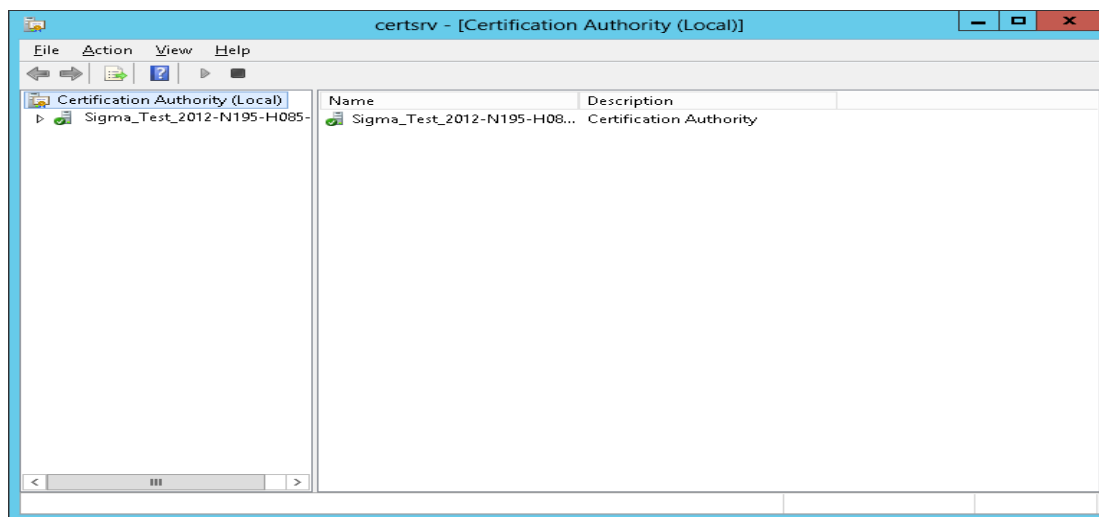 certsrv - [Certification Authority (Local)]
File Action View Help
Certification Authority (Local)
Sigma_Test_2012-N195-H085-
Name Description
Sigma_Test_2012-N195-H08... Certification Authority